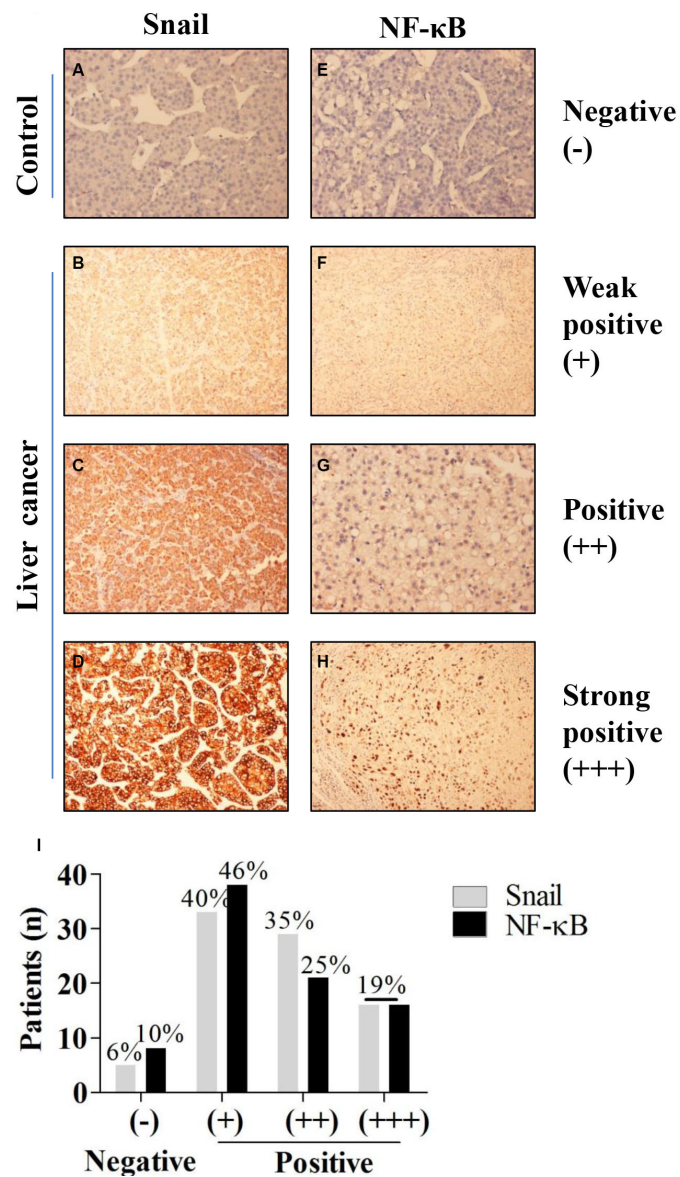 Snail
NF-κB
Control
A
E
Negative
(-)
Liver cancer
B
F
Weak
positive
(+)
C
G
Positive
(++)
D
H
Strong
positive
(+++)
I
Patients (n)
40
30
20
10
0
6%
10%
40%
46%
35%
25%
19%
Snail
NF-κB
(-)
(+)
(++)
(+++)
Negative
Positive